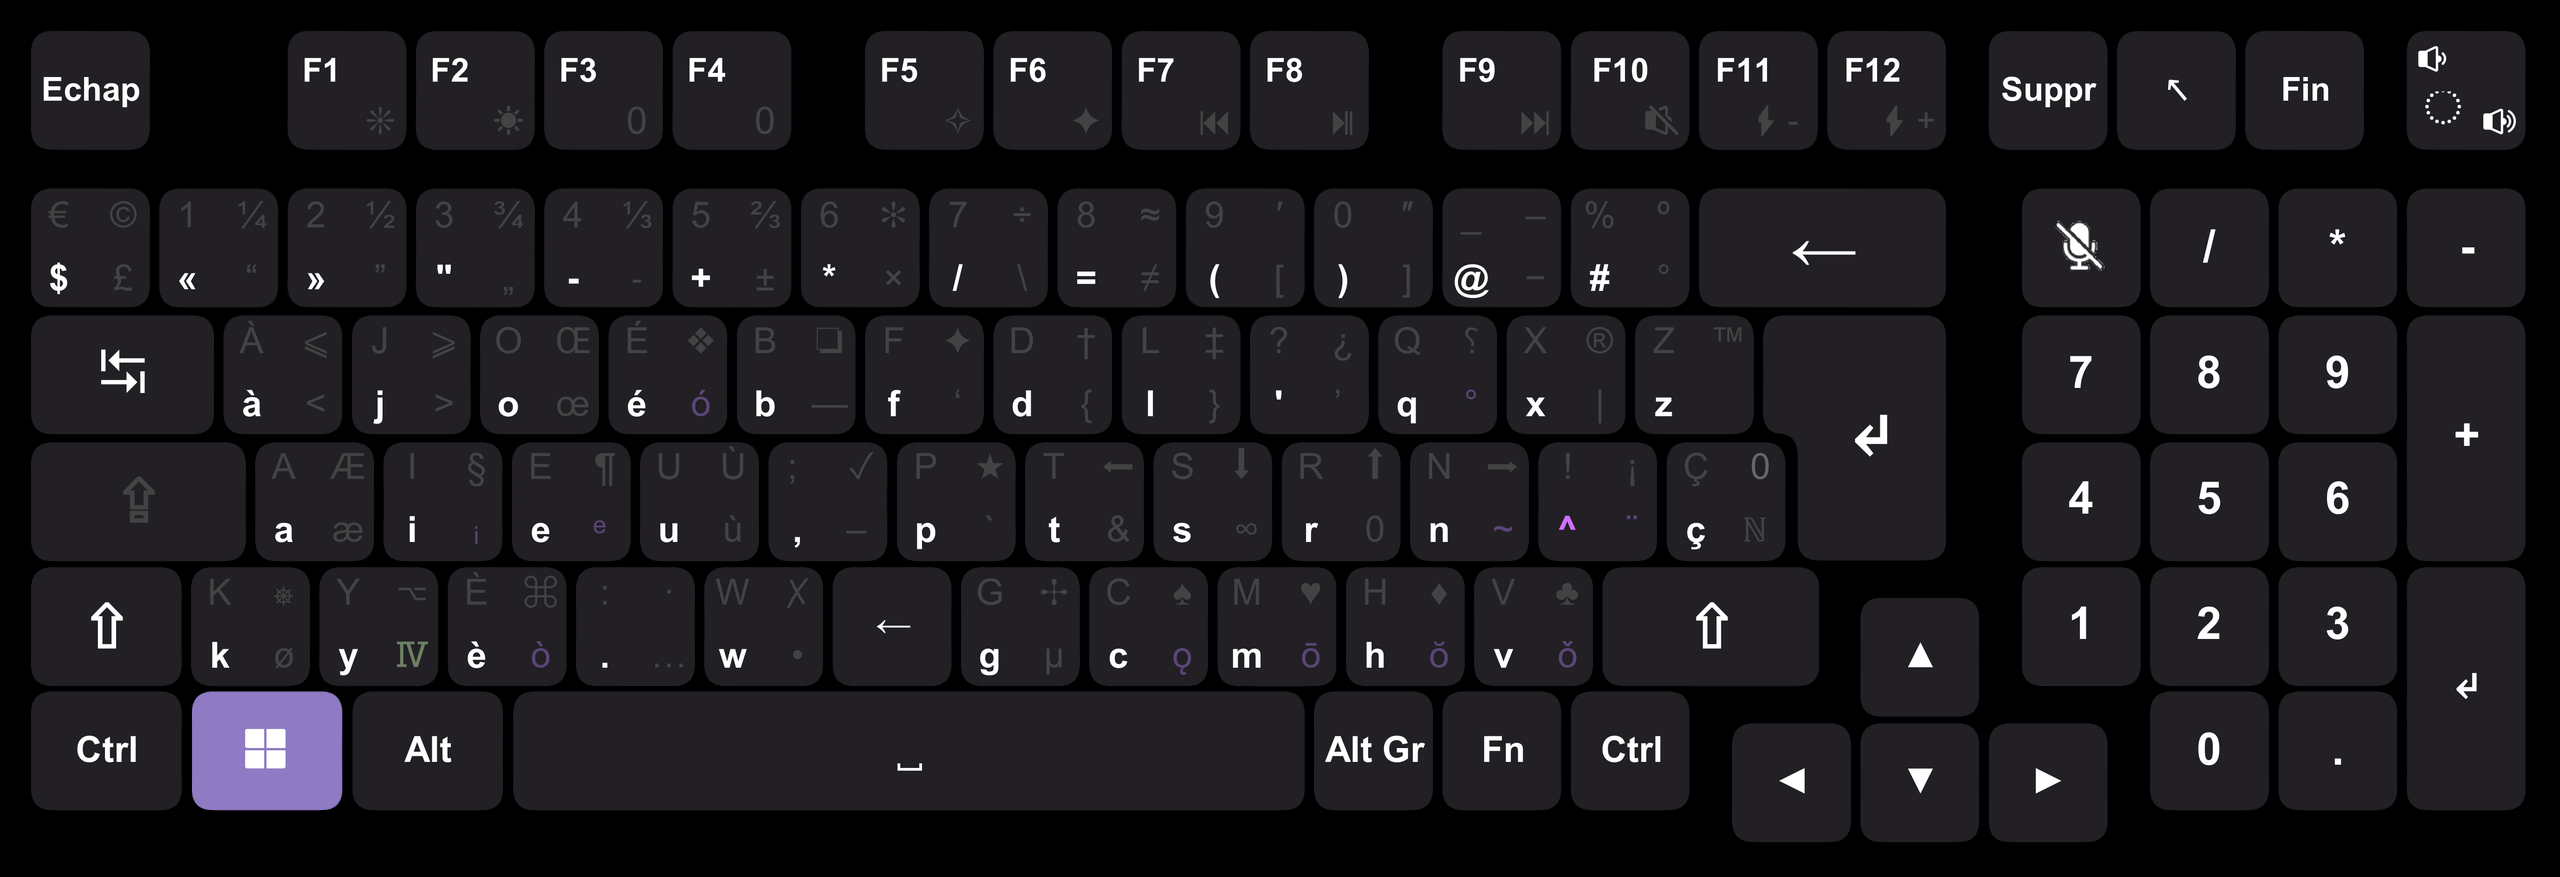 Echap F1 F2 F3 0 F4 0 F5 F6 F7 F8 F9 F10 F11 - F12 + Suppr ↖ Fin
€ © 1 ¼ 2 ½ 3 ¾ 4 ⅓ 5 ⅔ 6 ✻ 7 ÷ 8 ≈ 9 ′ 0 ″ _ – % º
$ £ « “ » ” " „ - - + ± * × / \ = ≠ ( [ ) ] @ − # ° ← / * -
À ⩽ J ⩾ O Œ É ❖ B ❏ F ✦ D † L ‡ ? ¿ Q ⸮ X ® Z ™
à < j > o œ é ó b — f ‘ d { l } ' ’ q ° x | z 7 8 9 +
A Æ I § E ¶ U Ù ; ✓ P ★ T ← S ↓ R ↑ N → ! ¡ Ç 0
a æ i i e e u ù , – p ` t & s ∞ r 0 n ~ ^ ¨ ç ℕ 4 5 6
K ⎈ Y ⌥ È ⌘ : · W ╳ G ✢ C ♠ M ♥ H ♦ V ♣
k ø y Ⅳ è ò . … w • ← g µ c ǫ m ō h ŏ v ǒ 1 2 3
Ctrl Alt Alt Gr Fn Ctrl 0 .